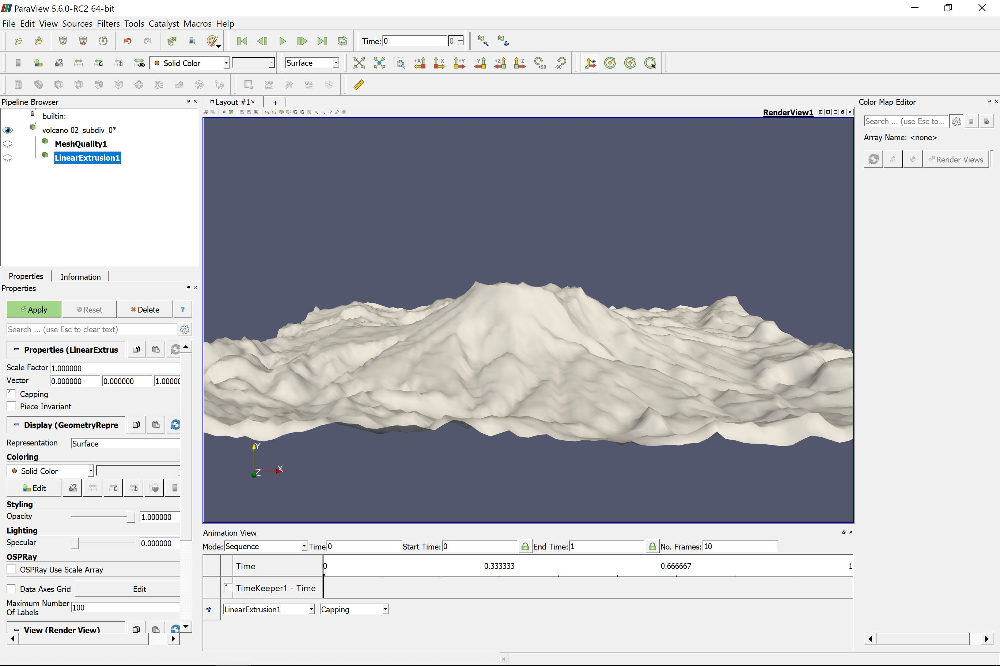 ParaView 5.6.0-RC2 64-bit
File Edit View Sources Filters Tools Catalyst Macros Help
Time: 0 0
Solid Color Surface +X -X +Y -Y +Z -Z +90 -90
Pipeline Browser
builtin:
volcano 02_subdiv_0*
MeshQuality1
LinearExtrusion1
Properties Information
Properties
Apply Reset Delete ?
Search ... (use Esc to clear text)
Properties (LinearExtrus
Scale Factor 1.000000
Vector 0.000000 0.000000 1.0000
Capping
Piece Invariant
Display (GeometryRepre
Representation Surface
Coloring
Solid Color
Edit
Styling
Opacity 1.000000
Lighting
Specular 0.000000
OSPRay
OSPRay Use Scale Array
Data Axes Grid Edit
Maximum Number
Of Labels 100
View (Render View)
Layout #1 +
3D
RenderView1
Y
Z X
Animation View
Mode: Sequence Time 0 Start Time: 0 End Time: 1 No. Frames: 10
Time 0 0.333333 0.666667 1
TimeKeeper1 - Time
LinearExtrusion1 Capping
Color Map Editor
Search ... (use Esc to...
Array Name: <none>
Render Views